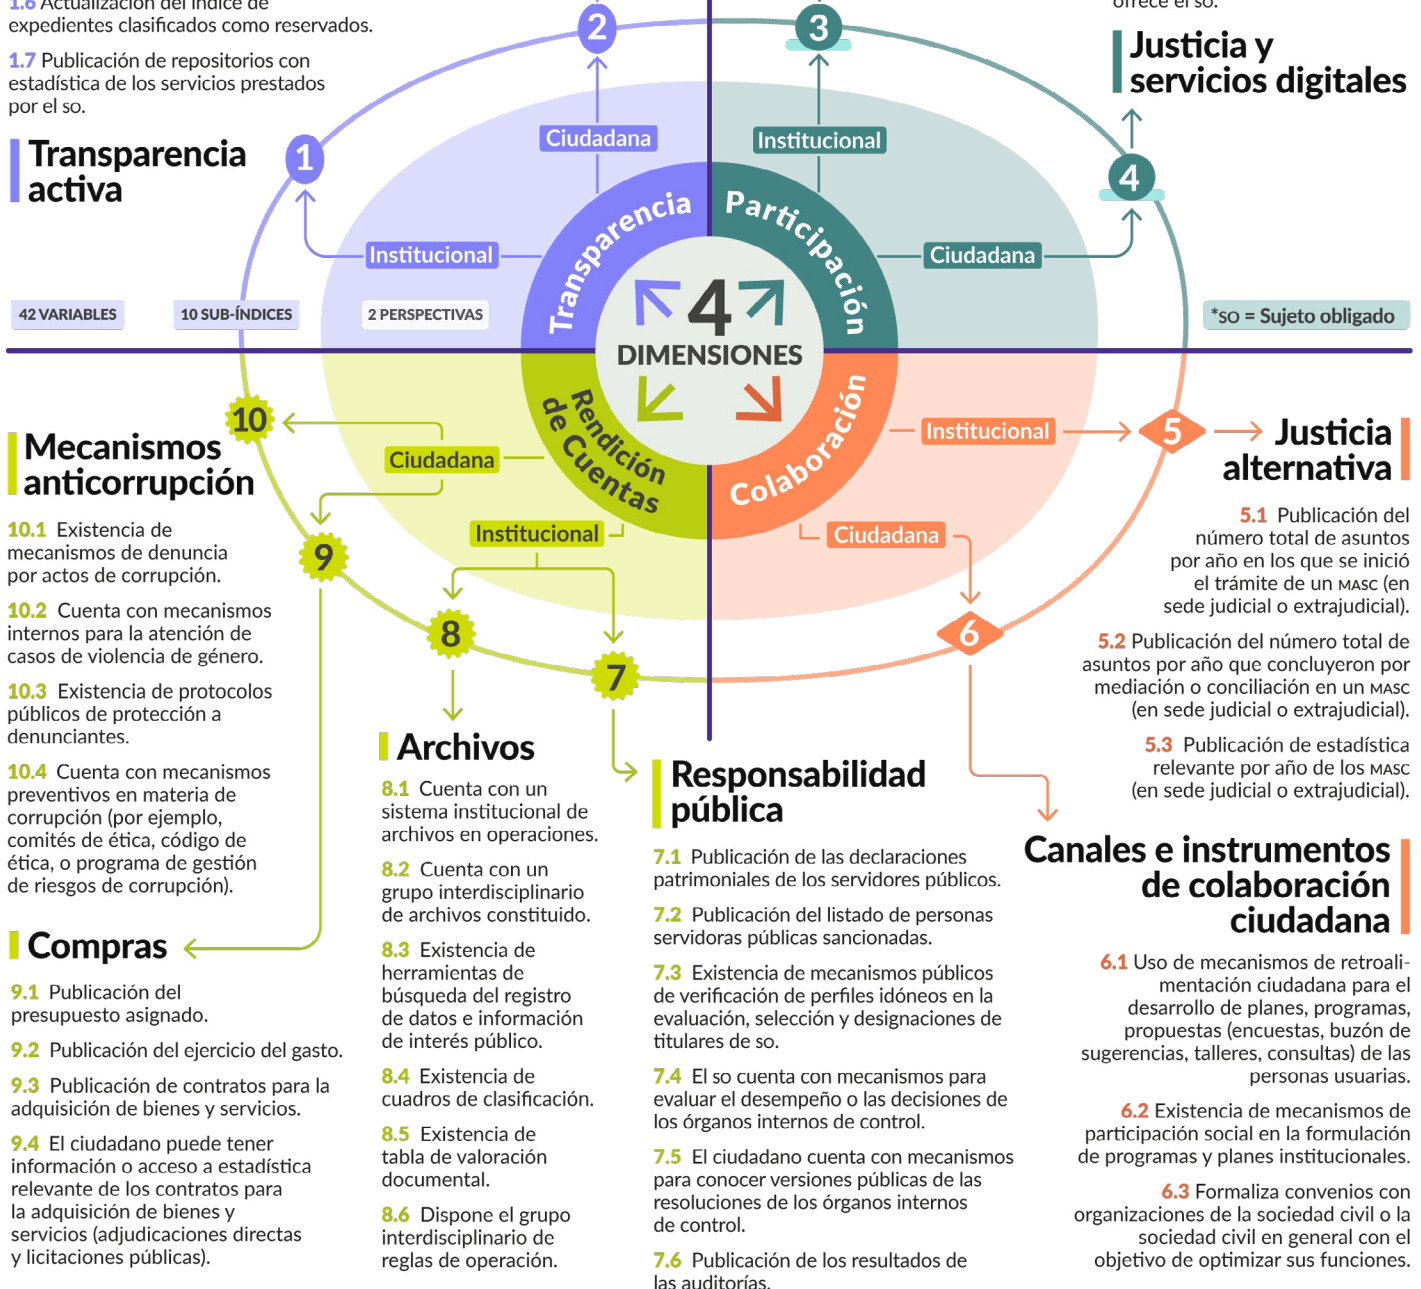 1.6 Actualización del índice de
expedientes clasificados como reservados.
1.7 Publicación de repositorios con
estadística de los servicios prestados
por el so.
Transparencia
activa
1
2
Ciudadana
Institucional
Transparencia
3
ofrece el so.
Justicia y
servicios digitales
4
Institucional
Ciudadana
Participación
42 VARIABLES
10 SUB-ÍNDICES
2 PERSPECTIVAS
4
DIMENSIONES
*so = Sujeto obligado
Rendición
de Cuentas
Colaboración
10
Ciudadana
9
Institucional
8
7
Institucional
5
Ciudadana
6
Mecanismos
anticorrupción
10.1 Existencia de
mecanismos de denuncia
por actos de corrupción.
10.2 Cuenta con mecanismos
internos para la atención de
casos de violencia de género.
10.3 Existencia de protocolos
públicos de protección a
denunciantes.
10.4 Cuenta con mecanismos
preventivos en materia de
corrupción (por ejemplo,
comités de ética, código de
ética, o programa de gestión
de riesgos de corrupción).
Compras
9.1 Publicación del
presupuesto asignado.
9.2 Publicación del ejercicio del gasto.
9.3 Publicación de contratos para la
adquisición de bienes y servicios.
9.4 El ciudadano puede tener
información o acceso a estadística
relevante de los contratos para
la adquisición de bienes y
servicios (adjudicaciones directas
y licitaciones públicas).
Archivos
8.1 Cuenta con un
sistema institucional de
archivos en operaciones.
8.2 Cuenta con un
grupo interdisciplinario
de archivos constituido.
8.3 Existencia de
herramientas de
búsqueda del registro
de datos e información
de interés público.
8.4 Existencia de
cuadros de clasificación.
8.5 Existencia de
tabla de valoración
documental.
8.6 Dispone el grupo
interdisciplinario de
reglas de operación.
Responsabilidad
pública
7.1 Publicación de las declaraciones
patrimoniales de los servidores públicos.
7.2 Publicación del listado de personas
servidoras públicas sancionadas.
7.3 Existencia de mecanismos públicos
de verificación de perfiles idóneos en la
evaluación, selección y designaciones de
titulares de so.
7.4 El so cuenta con mecanismos para
evaluar el desempeño o las decisiones de
los órganos internos de control.
7.5 El ciudadano cuenta con mecanismos
para conocer versiones públicas de las
resoluciones de los órganos internos
de control.
7.6 Publicación de los resultados de
las auditorías.
Justicia
alternativa
5.1 Publicación del
número total de asuntos
por año en los que se inició
el trámite de un MASC (en
sede judicial o extrajudicial).
5.2 Publicación del número total de
asuntos por año que concluyeron por
mediación o conciliación en un MASC
(en sede judicial o extrajudicial).
5.3 Publicación de estadística
relevante por año de los MASC
(en sede judicial o extrajudicial).
Canales e instrumentos
de colaboración
ciudadana
6.1 Uso de mecanismos de retroali-
mentación ciudadana para el
desarrollo de planes, programas,
propuestas (encuestas, buzón de
sugerencias, talleres, consultas) de las
personas usuarias.
6.2 Existencia de mecanismos de
participación social en la formulación
de programas y planes institucionales.
6.3 Formaliza convenios con
organizaciones de la sociedad civil o la
sociedad civil en general con el
objetivo de optimizar sus funciones.